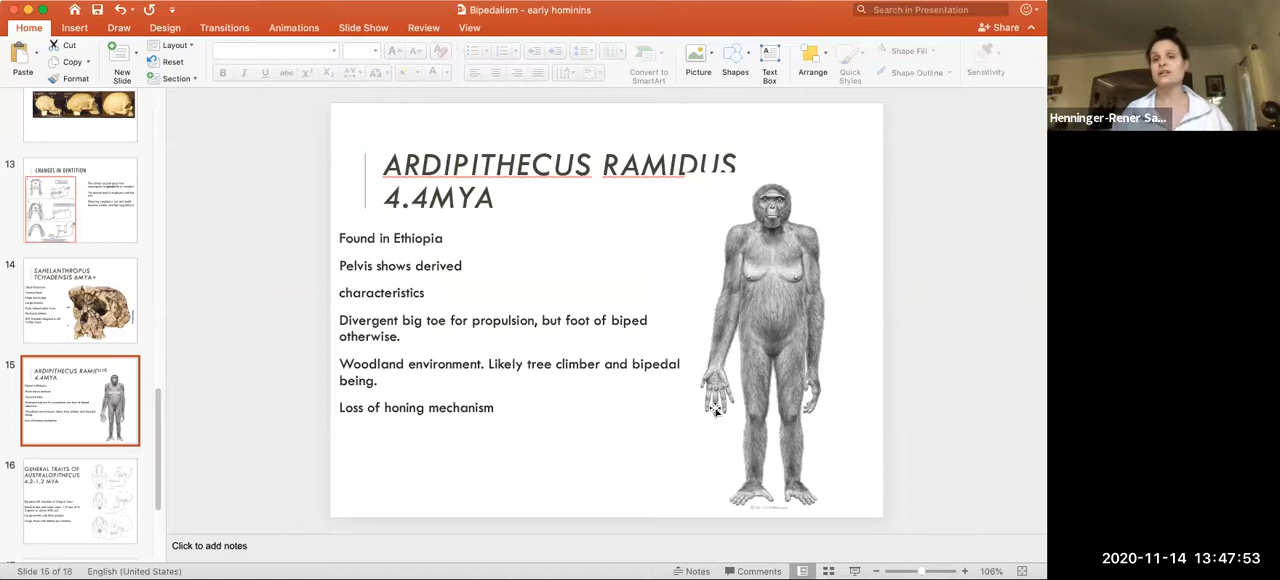 Bipedalism - early hominins
Search in Presentation
Home Insert Draw Design Transitions Animations Slide Show Review View
Share
Paste
Cut
Copy
Format
New
Slide
Layout
Reset
Section
Convert to
SmartArt
Picture
Shapes
Text
Box
Arrange
Quick
Styles
Shape Fill
Shape Outline
Sensitivity
Henninger-Rener Sa...
13
CHANGES IN DENTITION
14
SAHELANTHROPUS
TCHADENSIS 6MYA+
15
ARDIPITHECUS RAMIDUS
4.4MYA
16
GENERAL TRAITS OF
AUSTRALOPITHECUS
4.2-1.2 MYA
ARDIPITHECUS RAMIDUS
4.4MYA
Found in Ethiopia
Pelvis shows derived
characteristics
Divergent big toe for propulsion, but foot of biped
otherwise.
Woodland environment. Likely tree climber and bipedal
being.
Loss of honing mechanism
Click to add notes
Slide 15 of 18
English (United States)
Notes
Comments
106%
2020-11-14 13:47:53